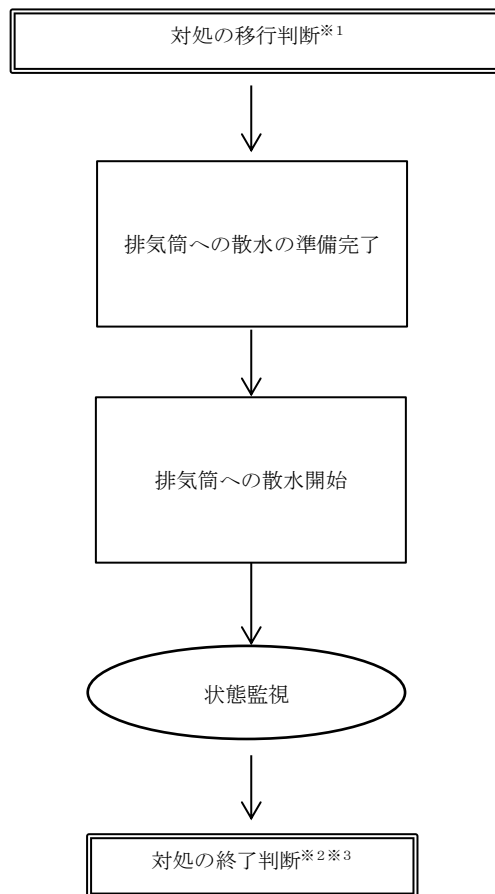 対処の移行判断※1
排気筒への散水の準備完了
排気筒への散水開始
状態監視
対処の終了判断※2※3